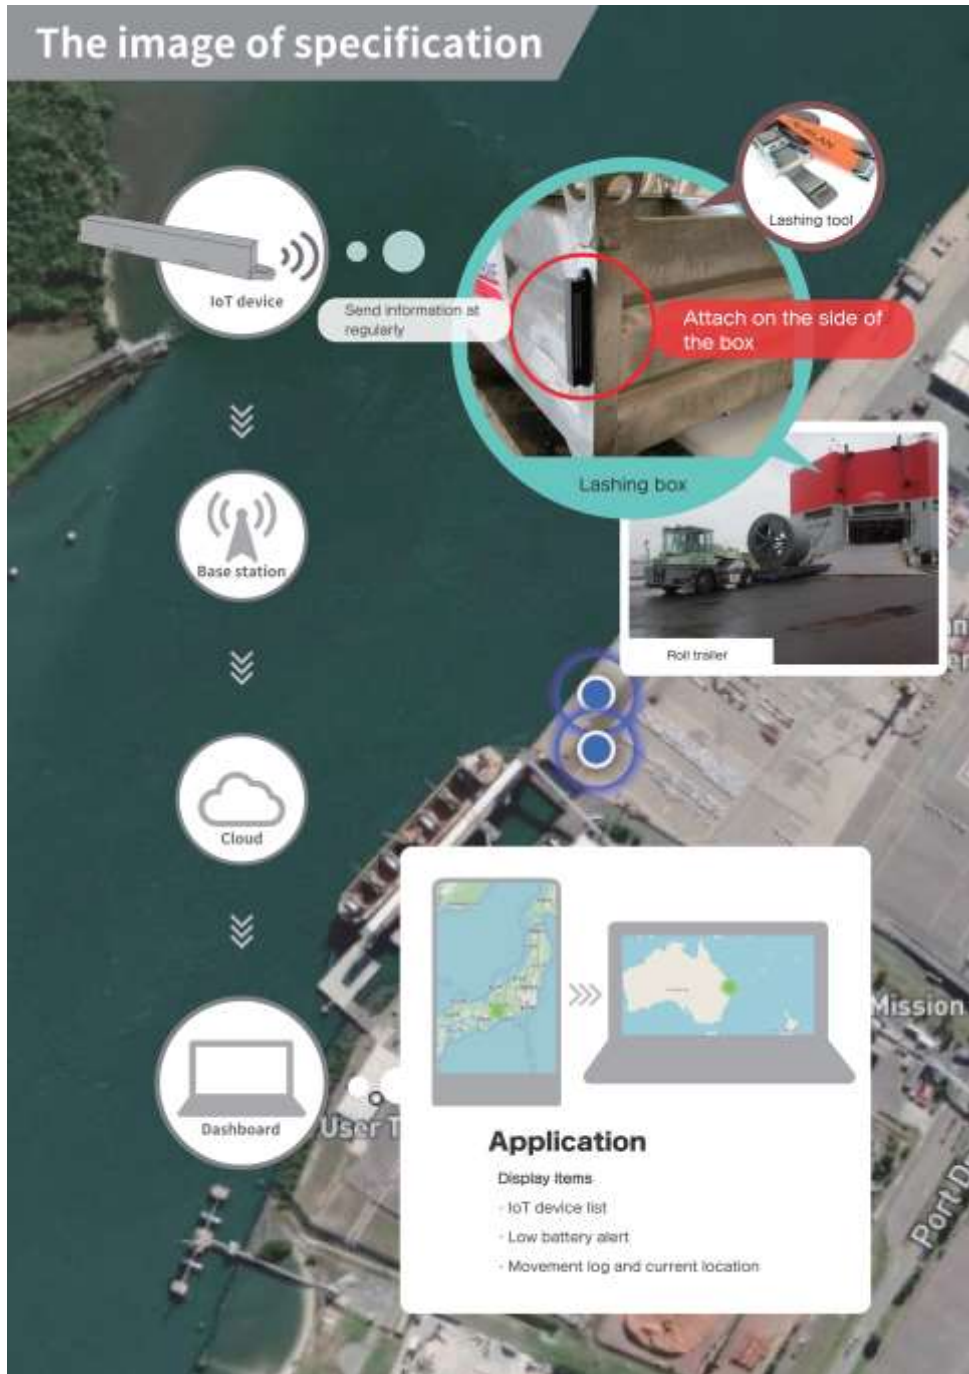 The image of specification
Lashing tool
IoT device
Send information at
regularly
Attach on the side of
the box
Lashing box
Base station
Roll trailer
Cloud
Mission
Dashboard
User T
Application
Display items
· IoT device list
· Low battery alert
· Movement log and current location
Port D